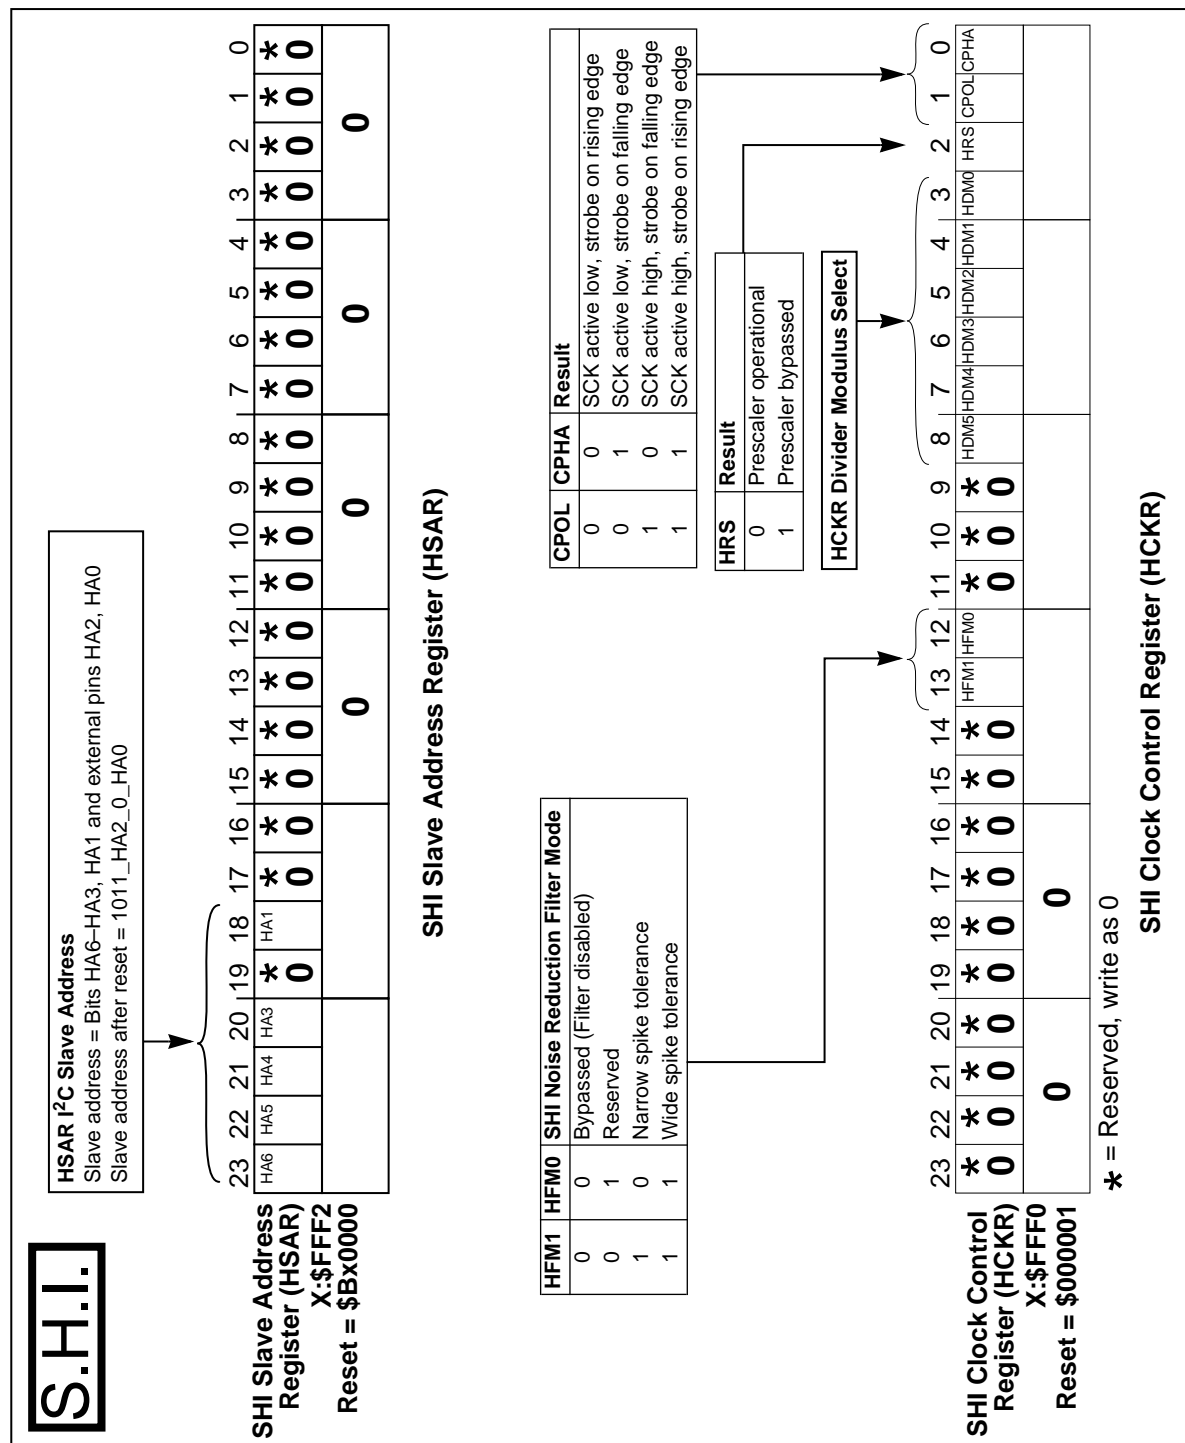 S.H.I.
HSAR I²C Slave Address
Slave address = Bits HA6–HA3, HA1 and external pins HA2, HA0
Slave address after reset = 1011_HA2_0_HA0
23 22 21 20 19 18 17 16 15 14 13 12 11 10 9 8 7 6 5 4 3 2 1 0
SHI Slave Address
Register (HSAR)
X:$FFF2
Reset = $Bx0000
HA6 HA5 HA4 HA3 * HA1 * * * * * * * * * * * * * * * * * *
0 0 0 0 0 0 0 0 0 0 0 0 0 0 0 0 0 0 0
0 0 0 0
SHI Slave Address Register (HSAR)
HFM1 HFM0 SHI Noise Reduction Filter Mode
0 0 Bypassed (Filter disabled)
0 1 Reserved
1 0 Narrow spike tolerance
1 1 Wide spike tolerance
CPOL CPHA Result
0 0 SCK active low, strobe on rising edge
0 1 SCK active low, strobe on falling edge
1 0 SCK active high, strobe on falling edge
1 1 SCK active high, strobe on rising edge
HRS Result
0 Prescaler operational
1 Prescaler bypassed
HCKR Divider Modulus Select
23 22 21 20 19 18 17 16 15 14 13 12 11 10 9 8 7 6 5 4 3 2 1 0
SHI Clock Control
Register (HCKR)
X:$FFF0
Reset = $000001
* * * * * * * * * * HFM1 HFM0 * * * HDM5 HDM4 HDM3 HDM2 HDM1 HDM0 HRS CPOL CPHA
0 0 0 0 0 0 0 0 0 0 0 0 0
0 0
* = Reserved, write as 0
SHI Clock Control Register (HCKR)